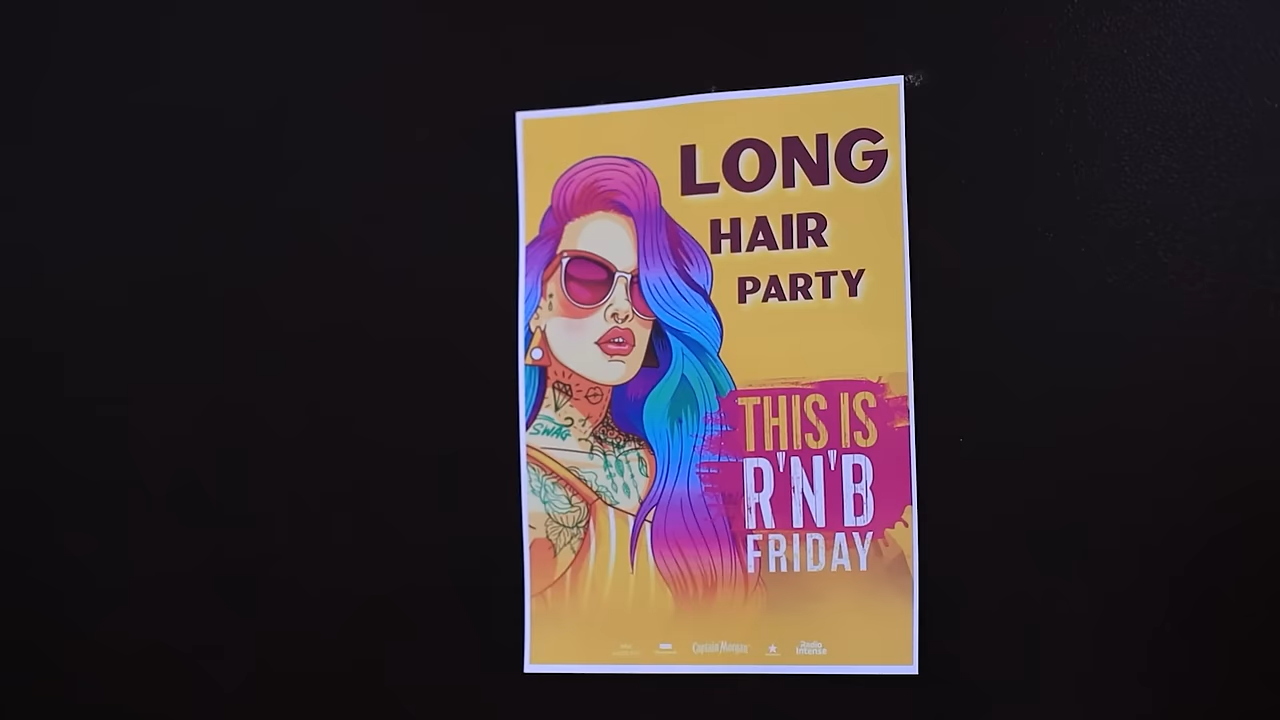 LONG
HAIR
PARTY
SWAG
THIS IS
R'N'B
FRIDAY
Captain Morgan
Radio
Intense